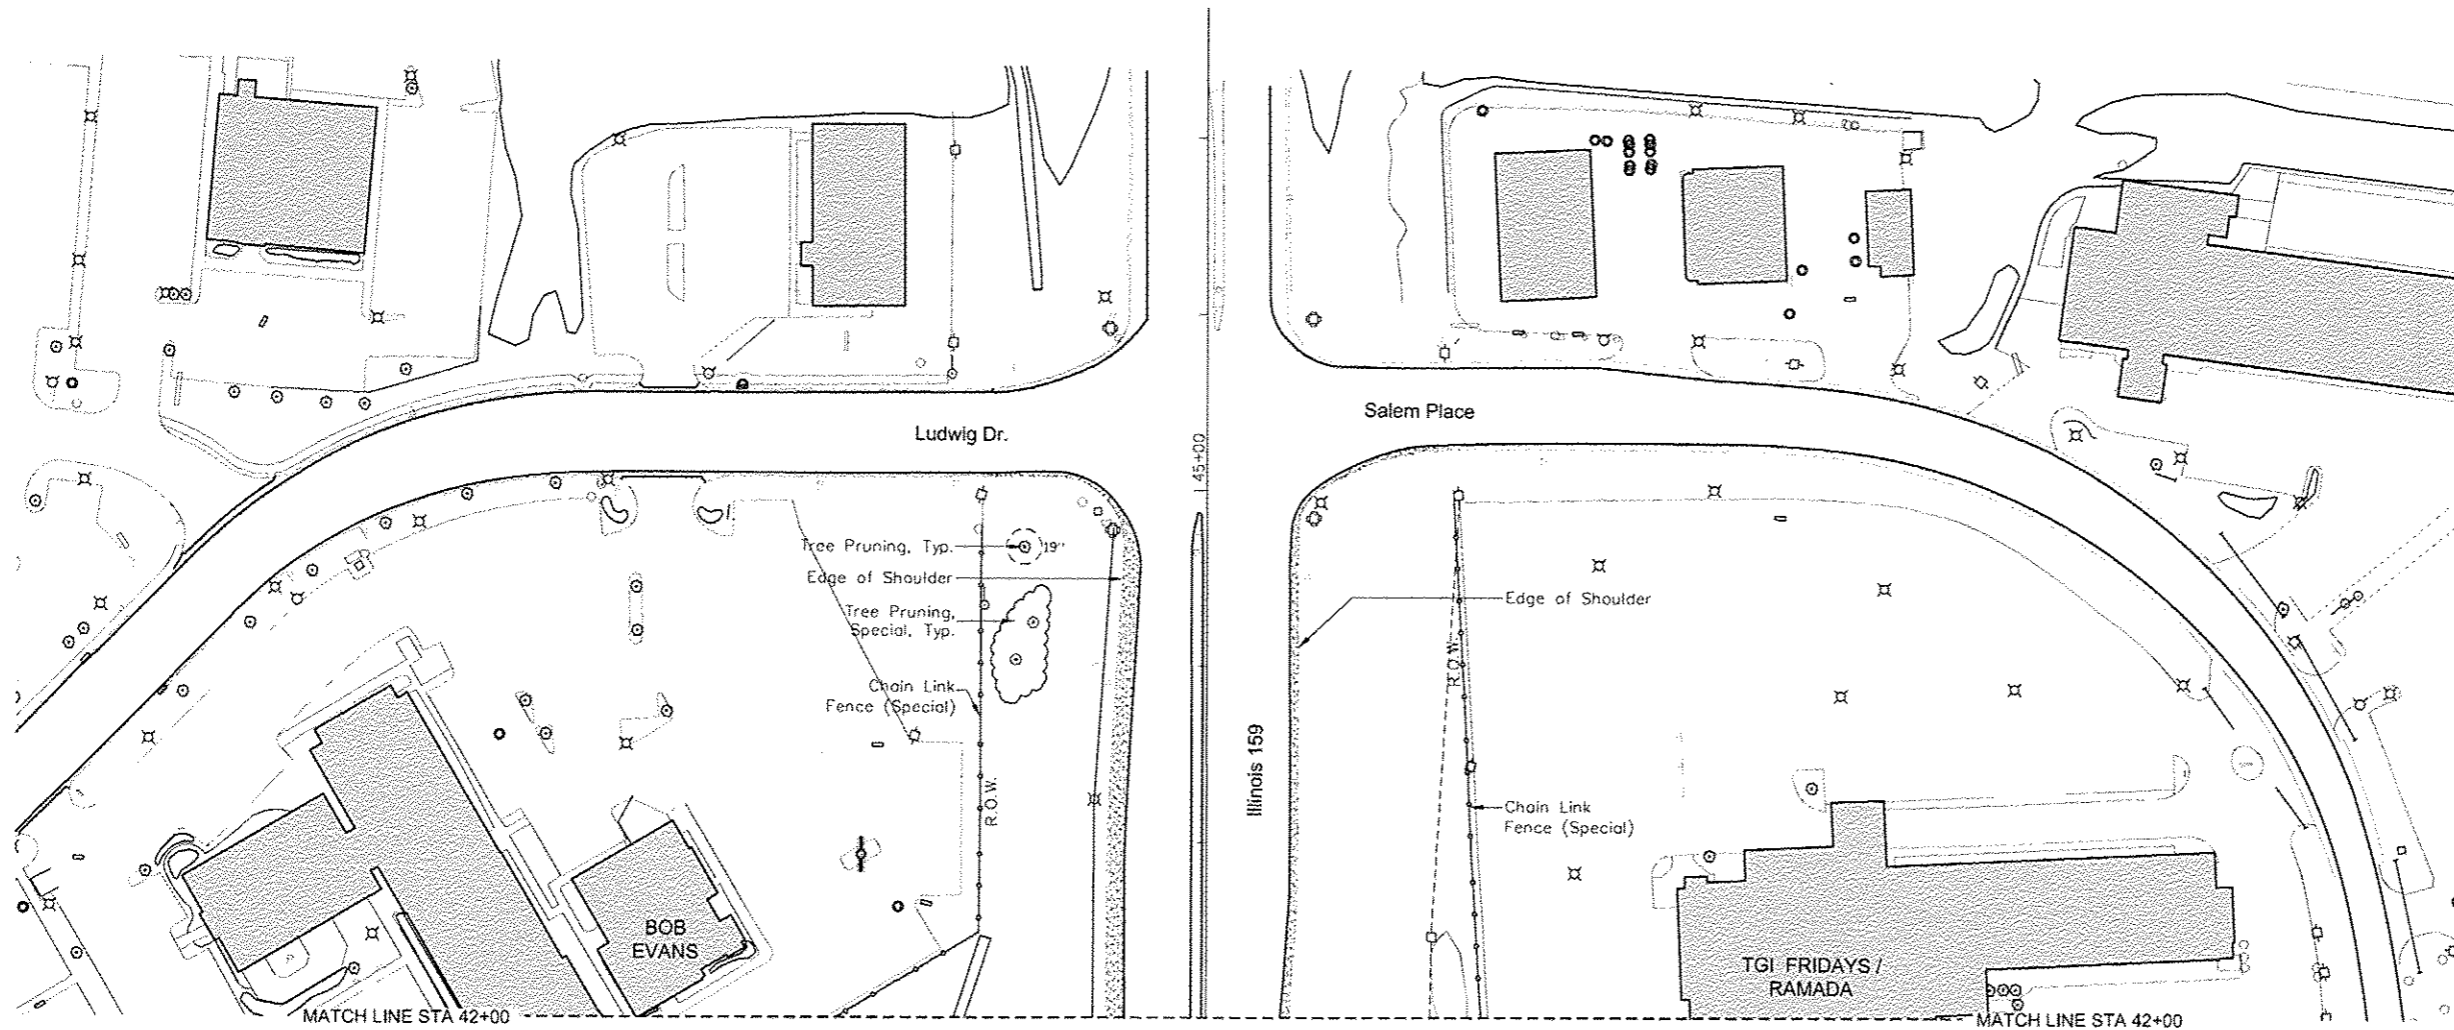 Salem Place
Ludwig Dr.
45+00
Tree Pruning, Typ.
19"
Edge of Shoulder
Tree Pruning,
Special, Typ.
Edge of Shoulder
R.O.W.
Chain Link
Fence (Special)
Illinois 159
R.O.W.
Chain Link
Fence (Special)
BOB
EVANS
TGI FRIDAYS /
RAMADA
MATCH LINE STA 42+00
MATCH LINE STA 42+00